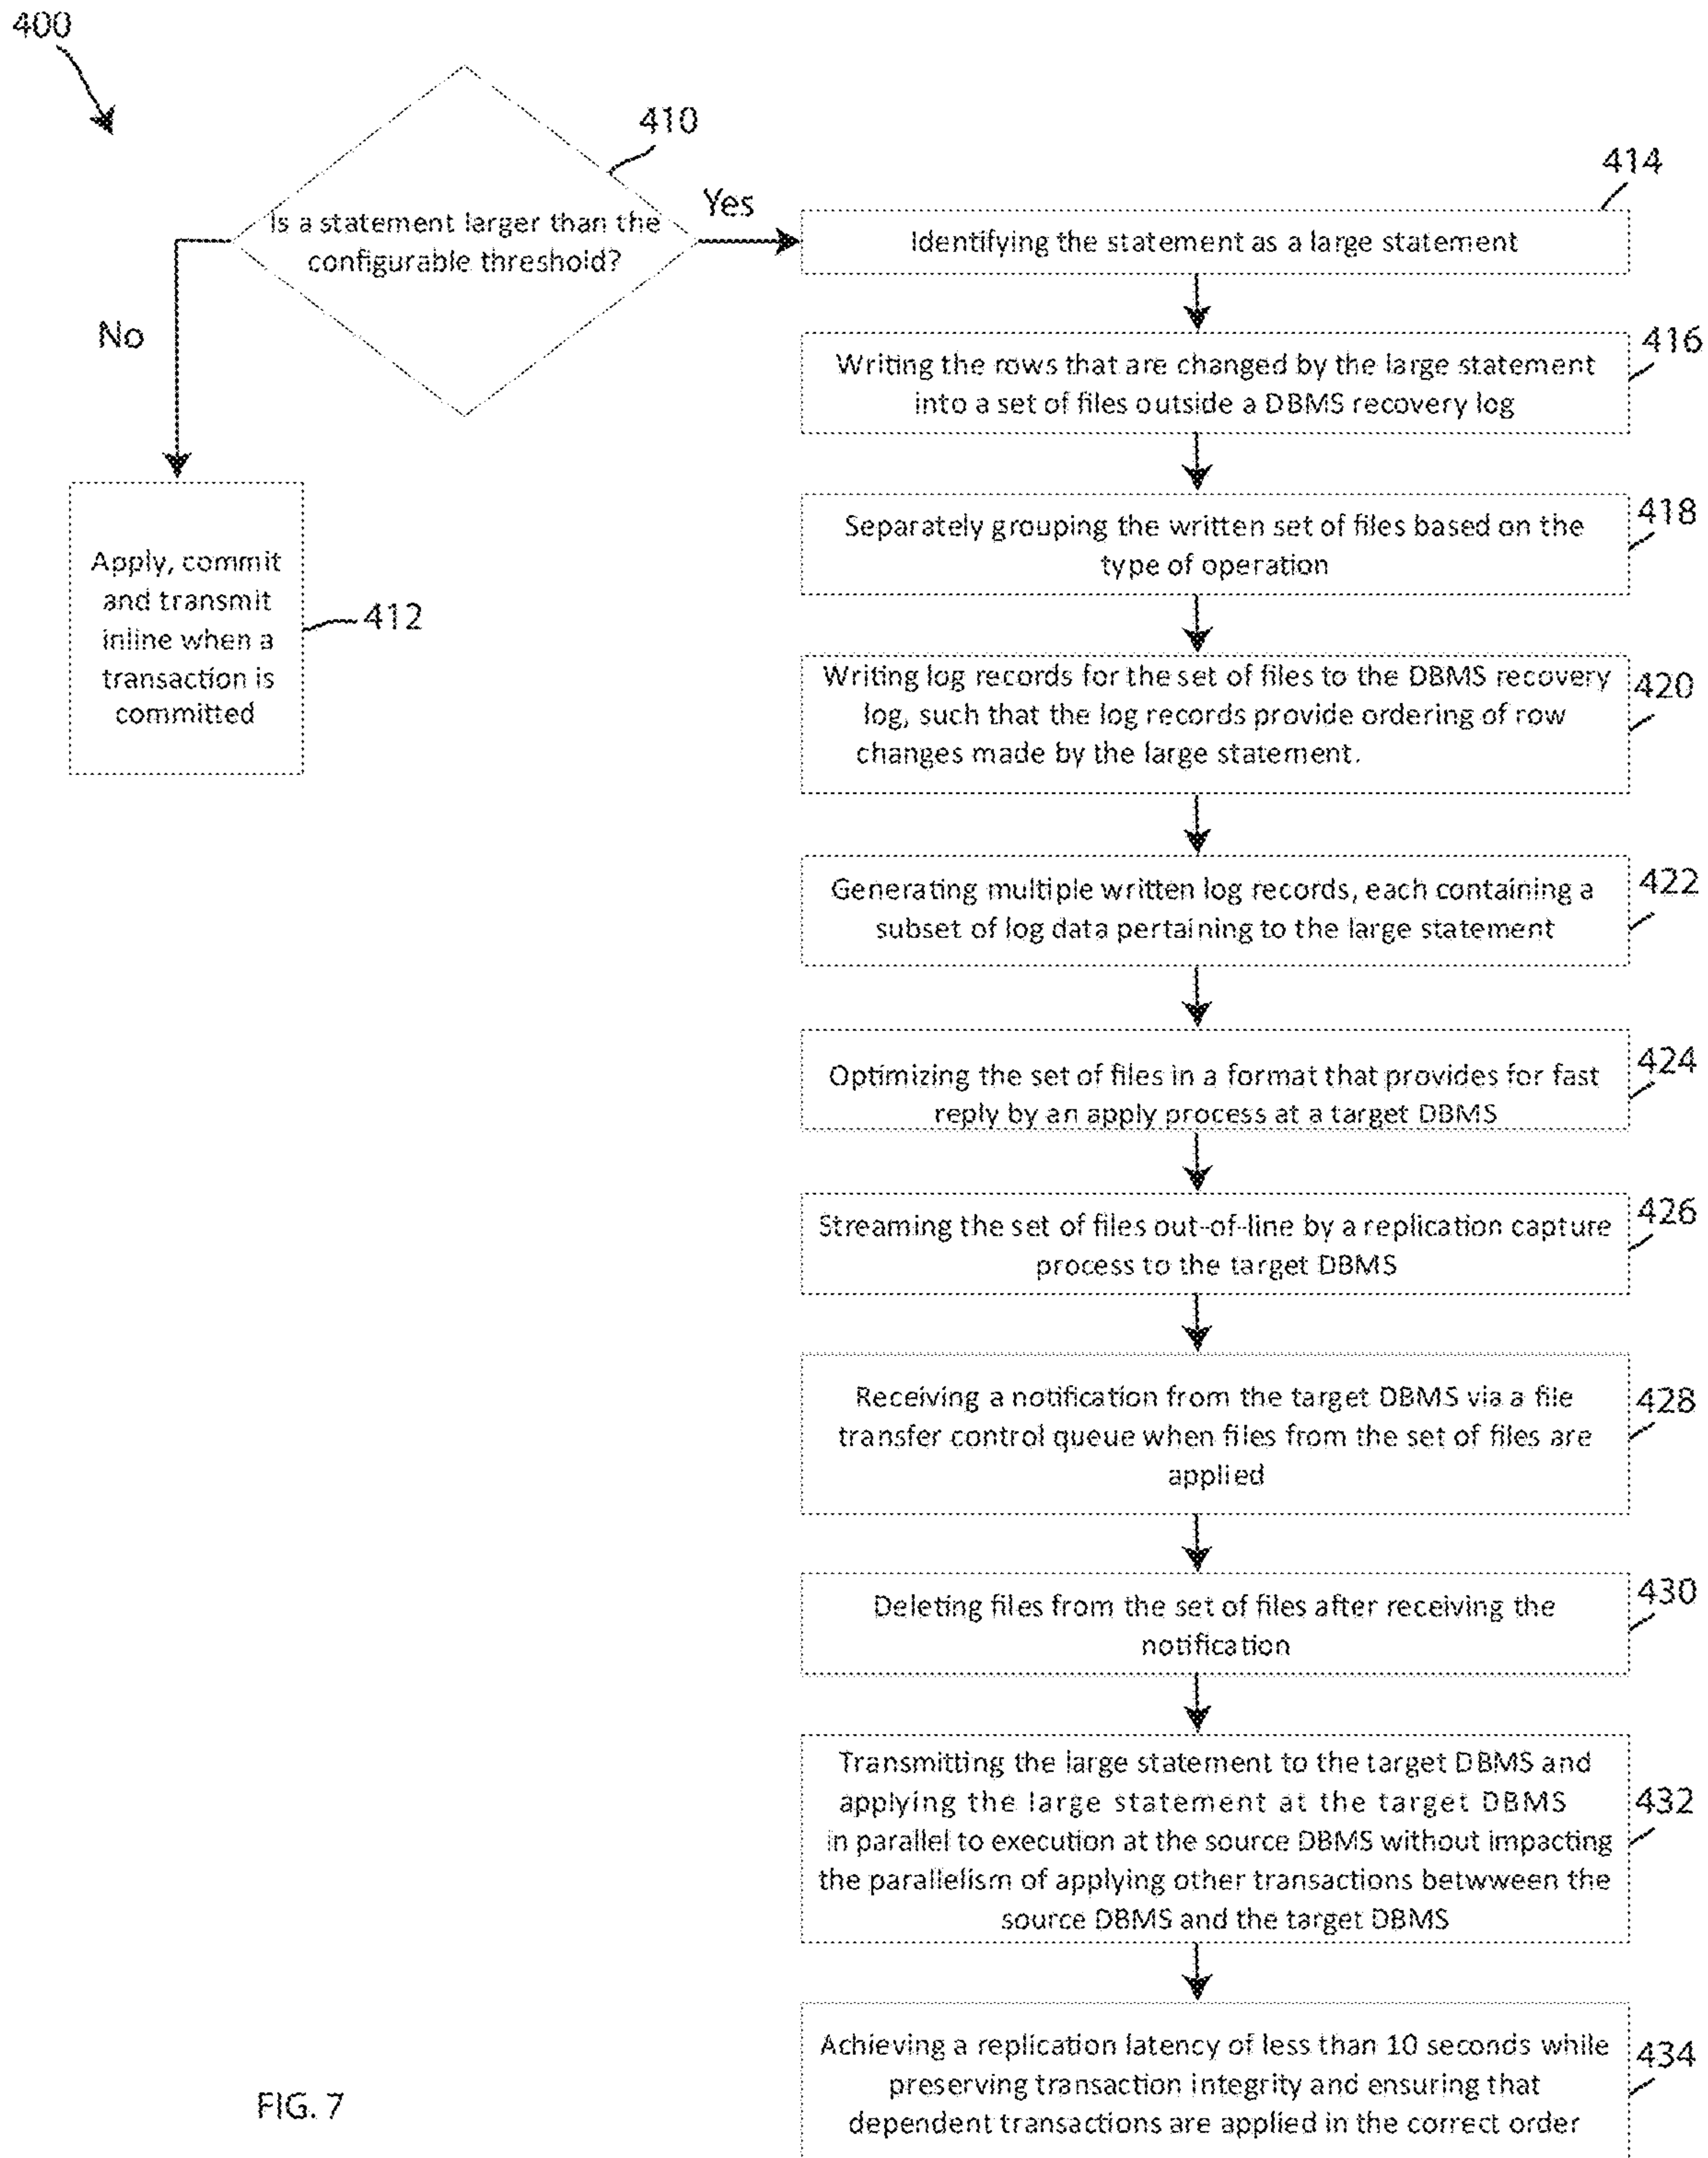 400
410
Is a statement larger than the
configurable threshold?
Yes
No
Apply, commit
and transmit
inline when a
transaction is
committed
412
414
Identifying the statement as a large statement
416
Writing the rows that are changed by the large statement
into a set of files outside a DBMS recovery log
418
Separately grouping the written set of files based on the
type of operation
420
Writing log records for the set of files to the DBMS recovery
log, such that the log records provide ordering of row
changes made by the large statement.
422
Generating multiple written log records, each containing a
subset of log data pertaining to the large statement
424
Optimizing the set of files in a format that provides for fast
reply by an apply process at a target DBMS
426
Streaming the set of files out-of-line by a replication capture
process to the target DBMS
428
Receiving a notification from the target DBMS via a file
transfer control queue when files from the set of files are
applied
430
Deleting files from the set of files after receiving the
notification
432
Transmitting the large statement to the target DBMS and
applying the large statement at the target DBMS
in parallel to execution at the source DBMS without impacting
the parallelism of applying other transactions betwween the
source DBMS and the target DBMS
434
Achieving a replication latency of less than 10 seconds while
preserving transaction integrity and ensuring that
dependent transactions are applied in the correct order
FIG. 7